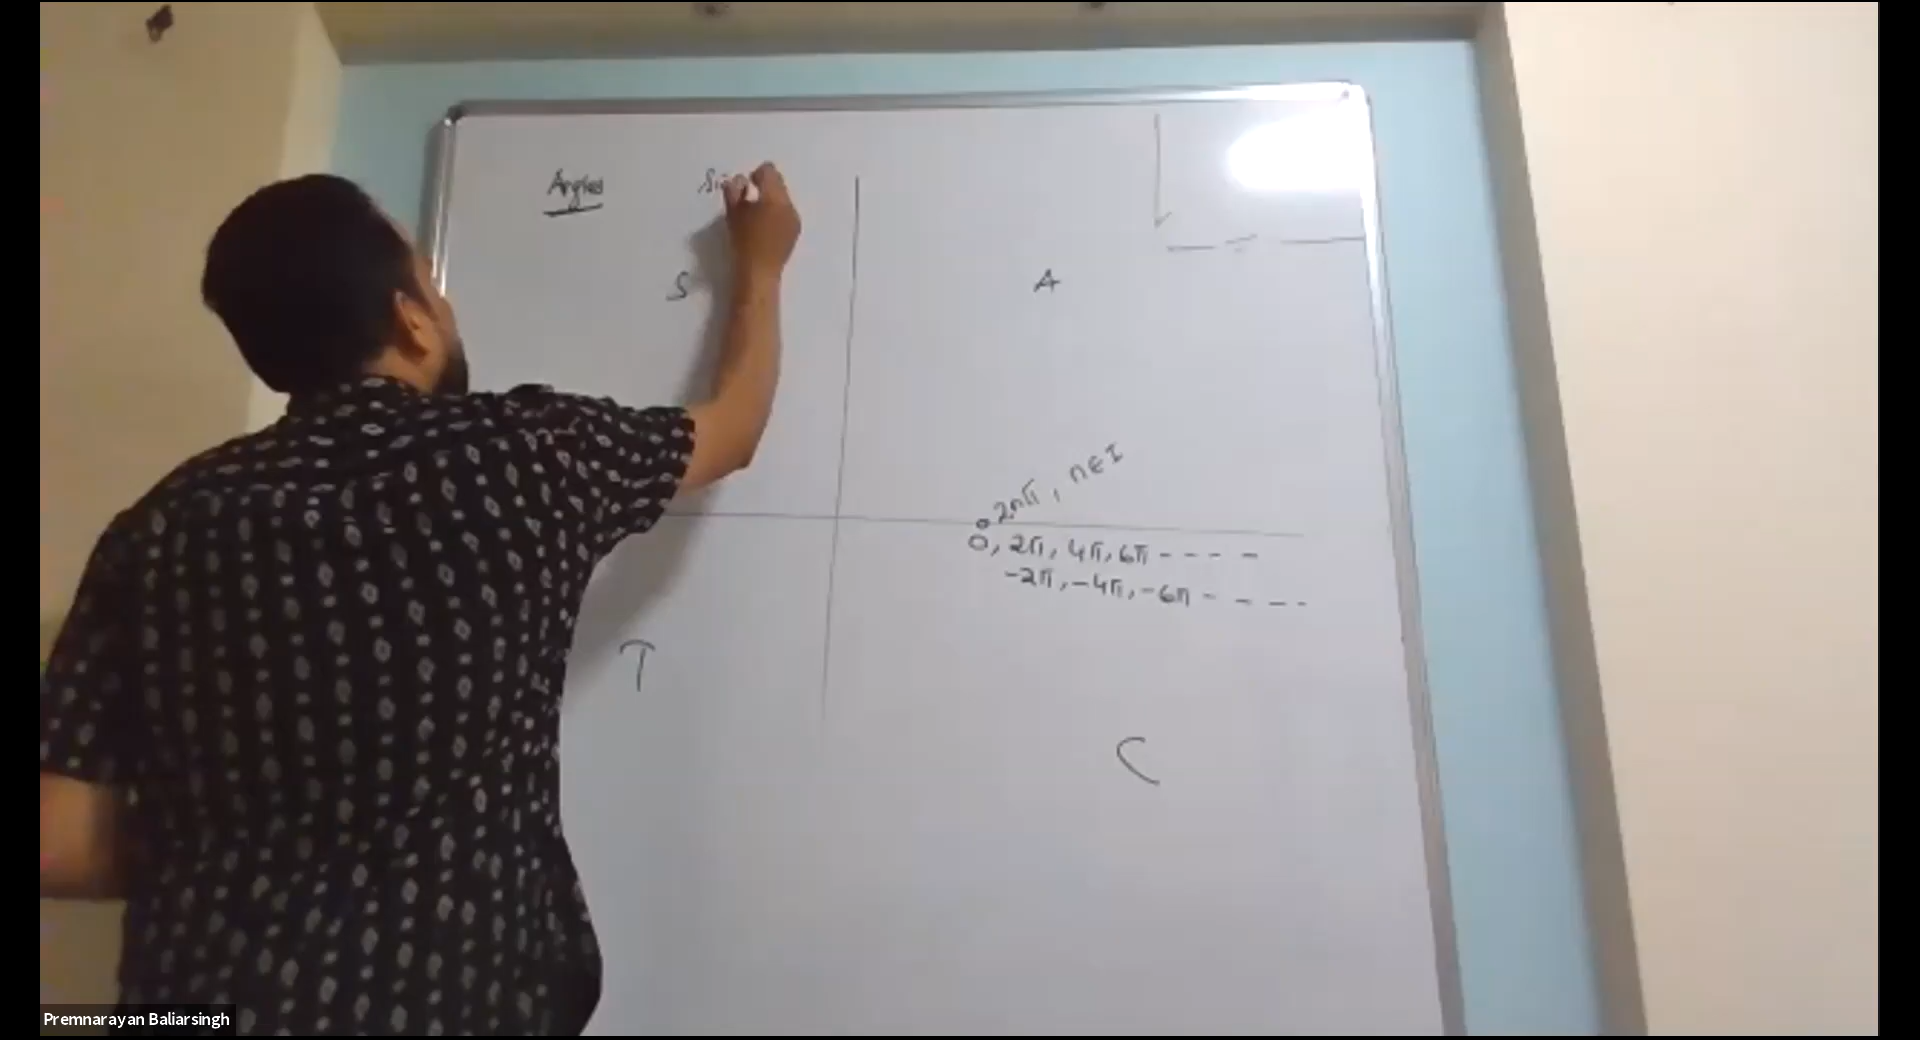 Angles
S
A
2nπ, n∈I
0, 2π, 4π, 6π - - - -
-2π, -4π, -6π - - - -
T
C
Premnarayan Baliarsingh